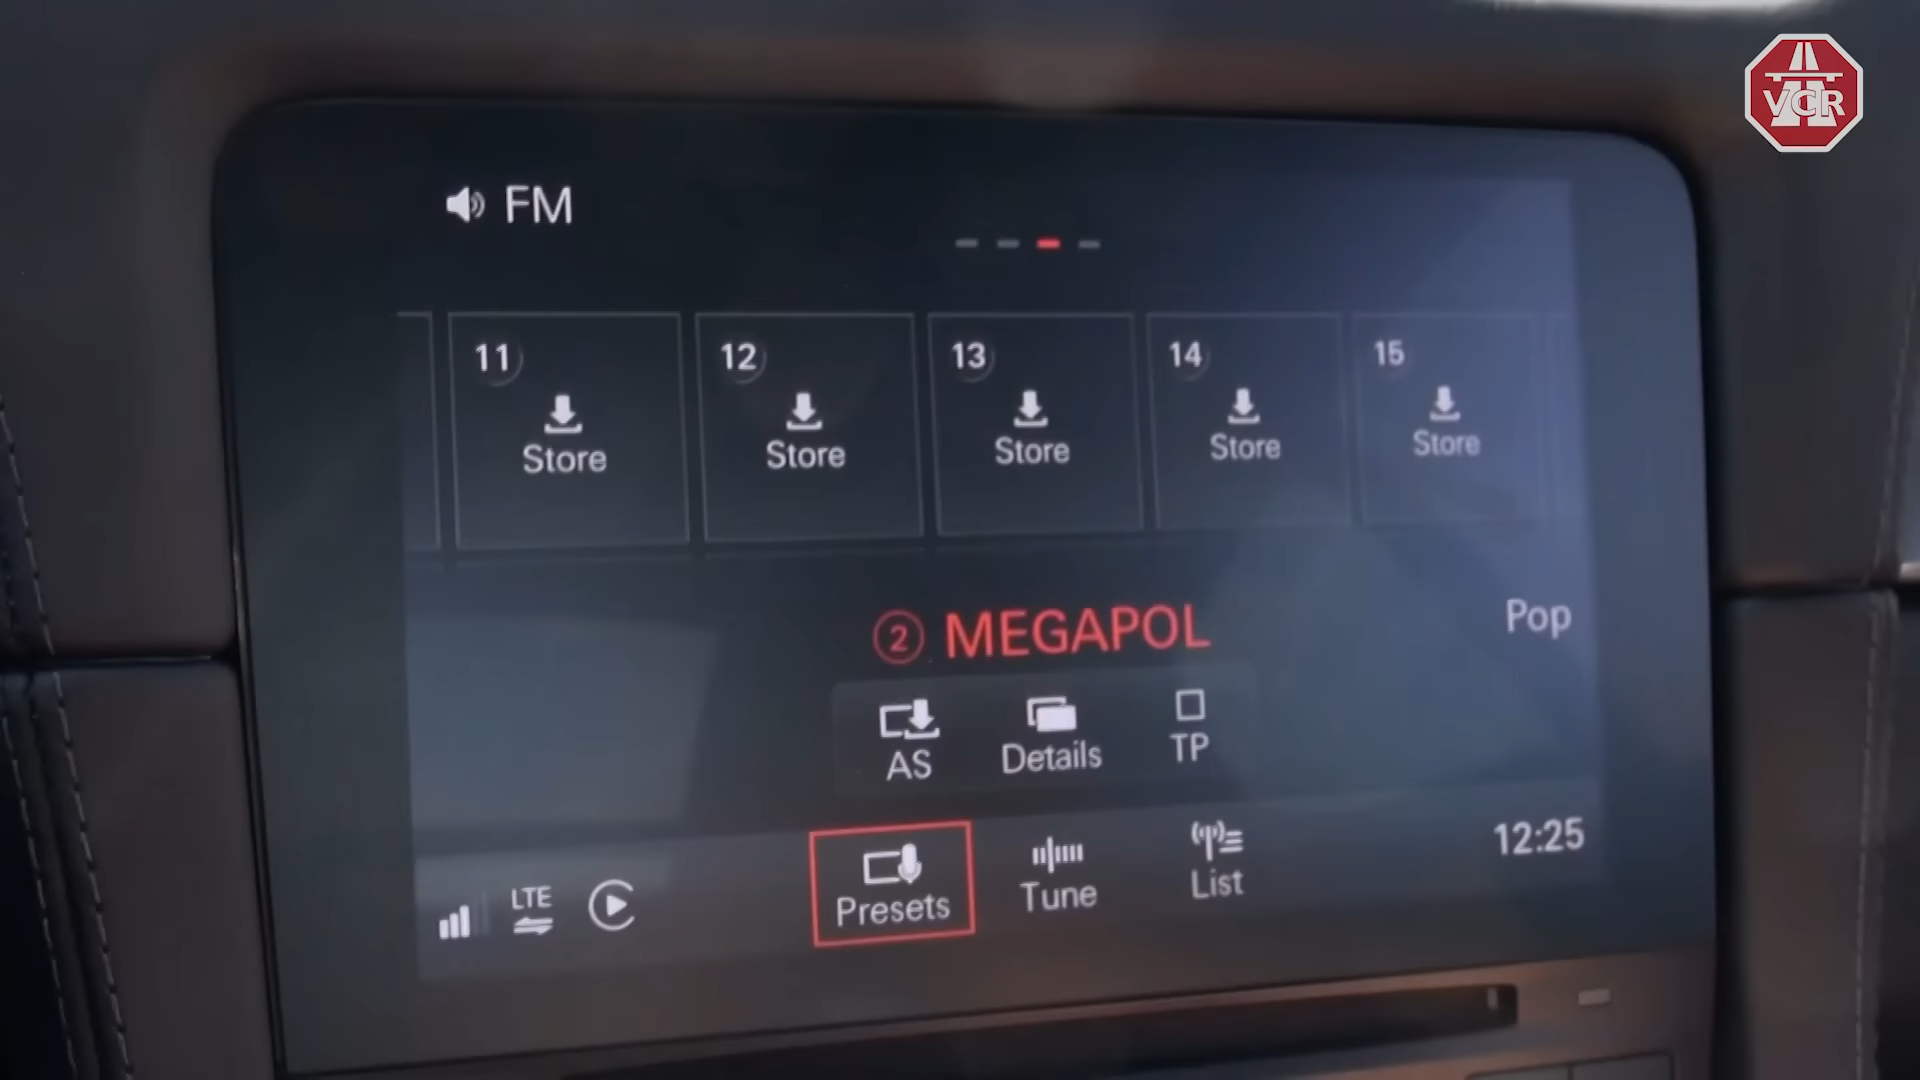 VCR
FM
11 12 13 14 15
Store Store Store Store Store
2 MEGAPOL
Pop
AS Details TP
Presets Tune List
LTE
12:25